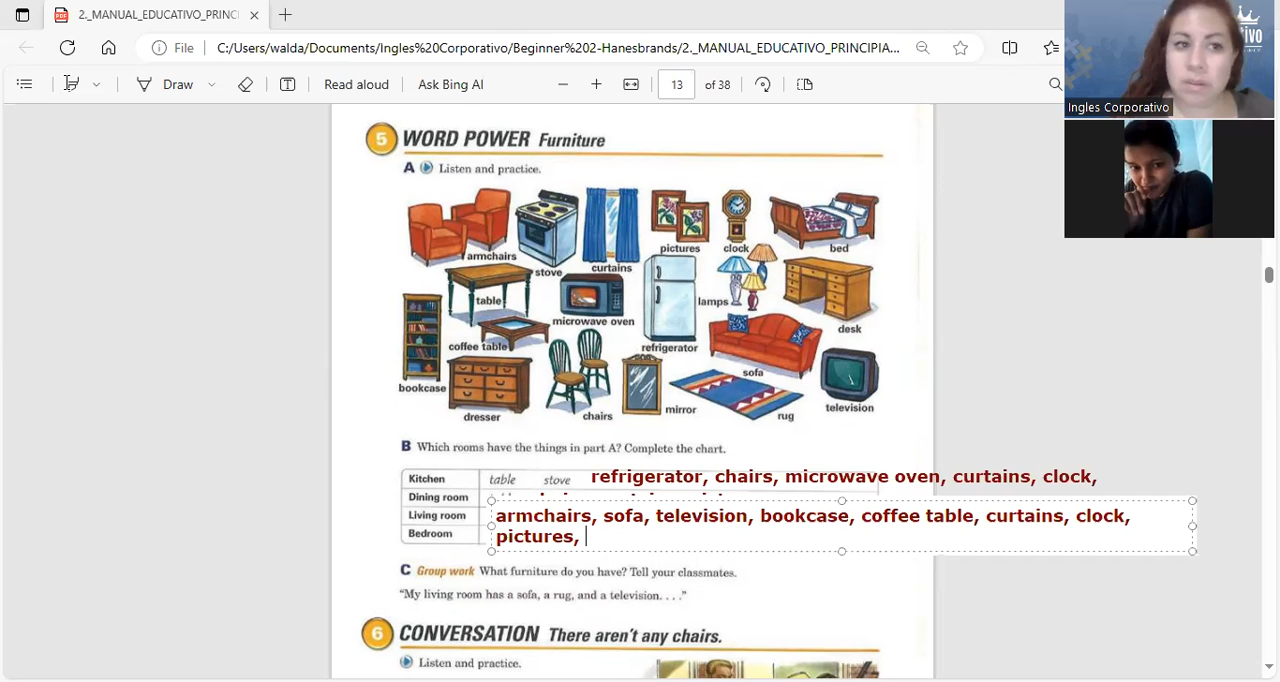 2._MANUAL_EDUCATIVO_PRINCI
File C:/Users/walda/Documents/Ingles%20Corporativo/Beginner%202-Hanesbrands/2._MANUAL_EDUCATIVO_PRINCIPIA...
Draw Read aloud Ask Bing AI 13 of 38
Ingles Corporativo
5 WORD POWER Furniture
A Listen and practice.
armchairs
stove
curtains
pictures
clock
bed
table
microwave oven
lamps
desk
coffee table
refrigerator
sofa
bookcase
dresser
chairs
mirror
rug
television
B Which rooms have the things in part A? Complete the chart.
Kitchen table stove refrigerator, chairs, microwave oven, curtains, clock,
Dining room
Living room armchairs, sofa, television, bookcase, coffee table, curtains, clock,
Bedroom pictures,
C Group work What furniture do you have? Tell your classmates.
“My living room has a sofa, a rug, and a television. . . .”
6 CONVERSATION There aren't any chairs.
Listen and practice.